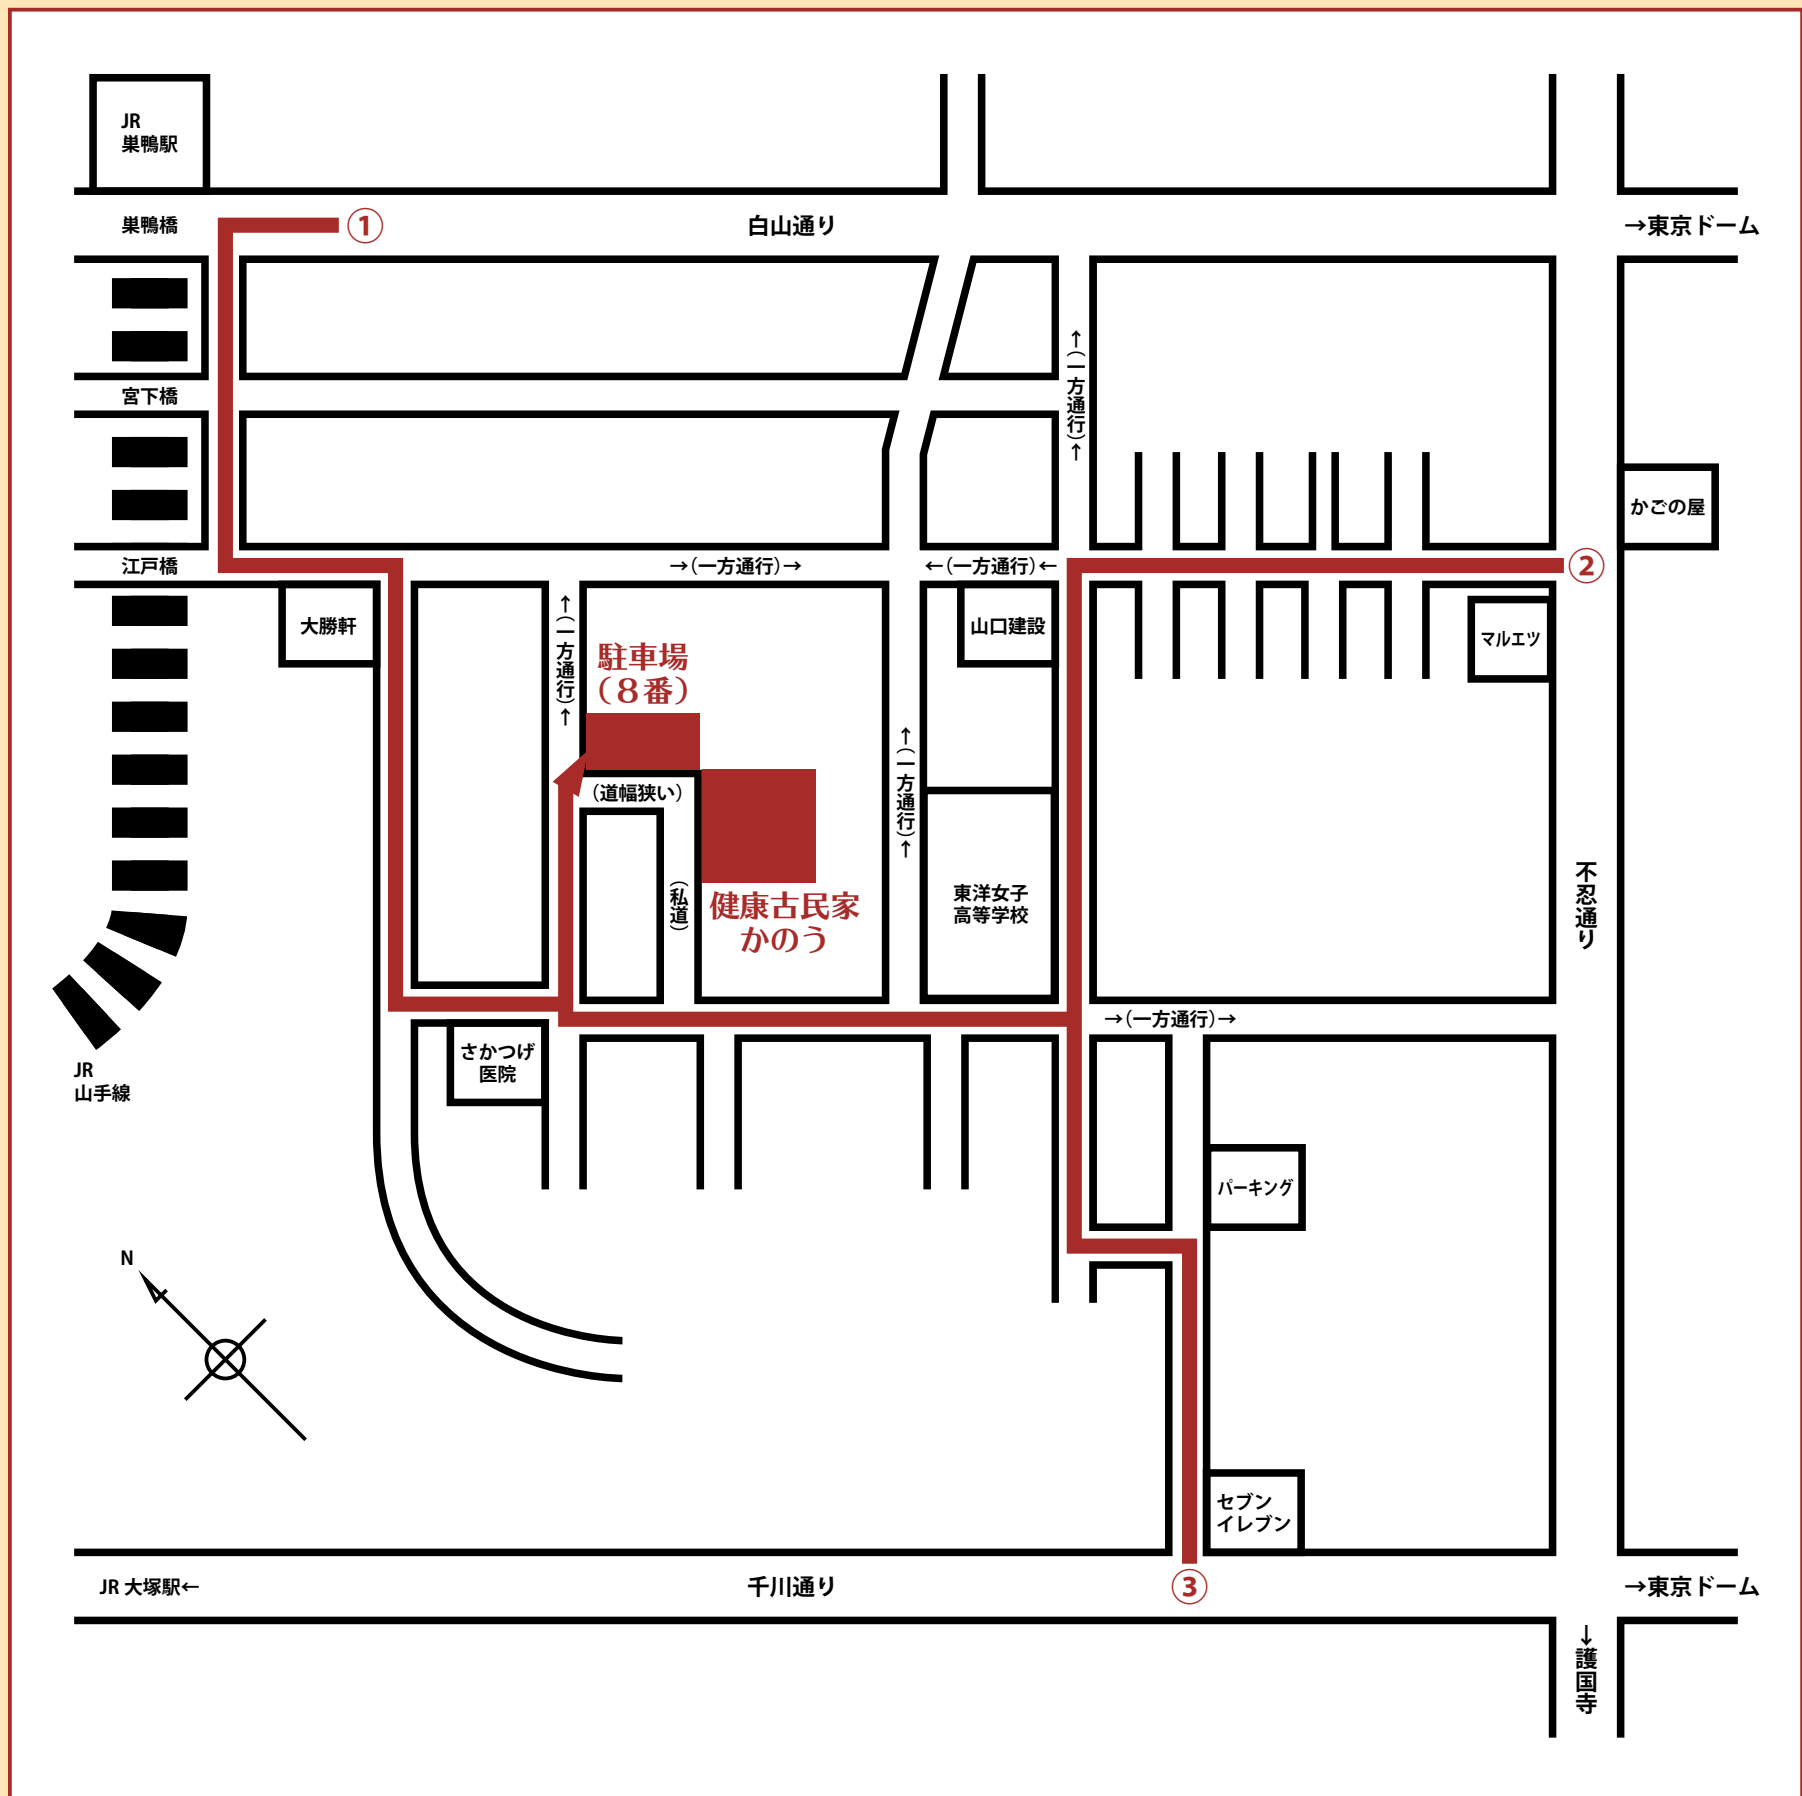 JR
巣鴨駅
巣鴨橋
①
白山通り
→東京ドーム
↑(一方通行)↑
宮下橋
かごの屋
江戸橋
→(一方通行)→
←(一方通行)←
②
大勝軒
↑(一方通行)↑
駐車場
(8番)
山口建設
マルエツ
(道幅狭い)
↑(一方通行)↑
(私道)
健康古民家
かのう
東洋女子
高等学校
不忍通り
→(一方通行)→
さかつげ
医院
JR
山手線
パーキング
N
セブン
イレブン
JR 大塚駅←
千川通り
③
→東京ドーム
↓護国寺